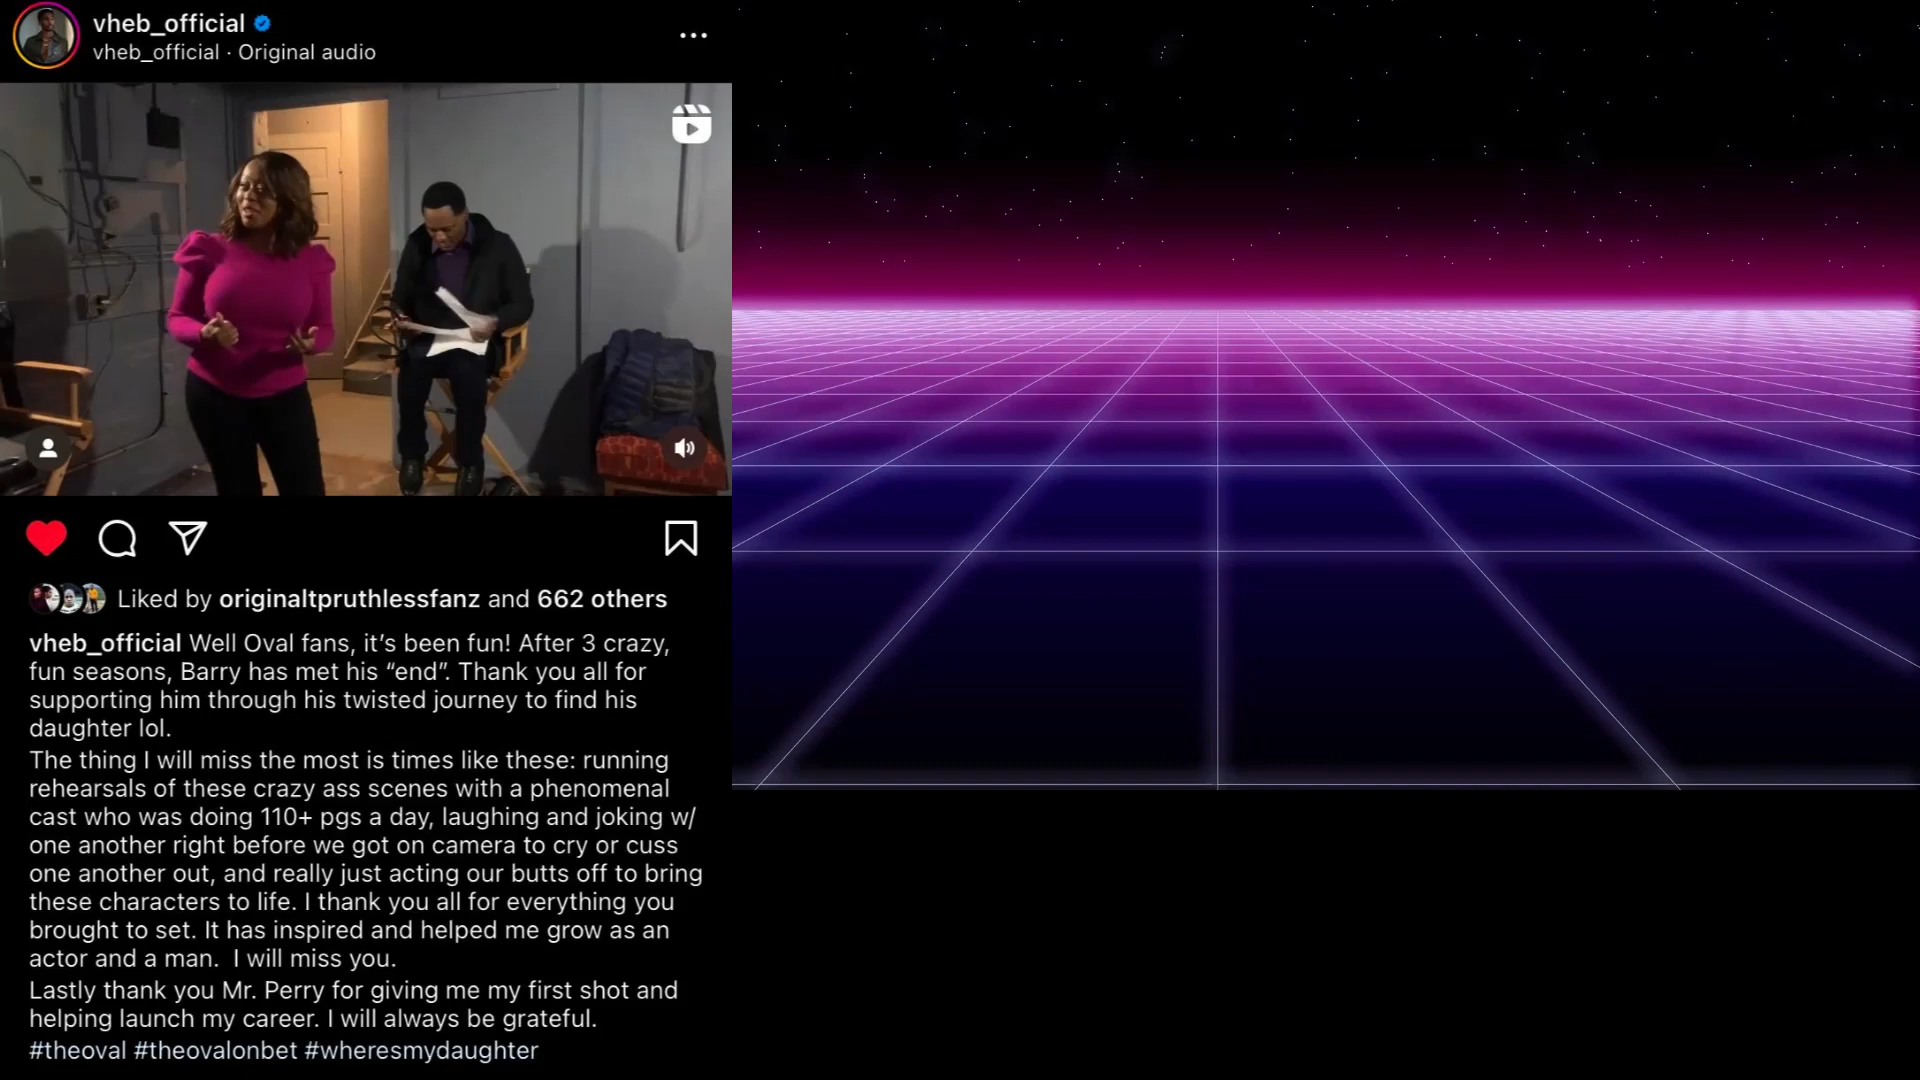 vheb_official
vheb_official · Original audio
Liked by originaltpruthlessfanz and 662 others
vheb_official Well Oval fans, it’s been fun! After 3 crazy,
fun seasons, Barry has met his “end”. Thank you all for
supporting him through his twisted journey to find his
daughter lol.
The thing I will miss the most is times like these: running
rehearsals of these crazy ass scenes with a phenomenal
cast who was doing 110+ pgs a day, laughing and joking w/
one another right before we got on camera to cry or cuss
one another out, and really just acting our butts off to bring
these characters to life. I thank you all for everything you
brought to set. It has inspired and helped me grow as an
actor and a man.  I will miss you.
Lastly thank you Mr. Perry for giving me my first shot and
helping launch my career. I will always be grateful.
#theoval #theovalonbet #wheresmydaughter